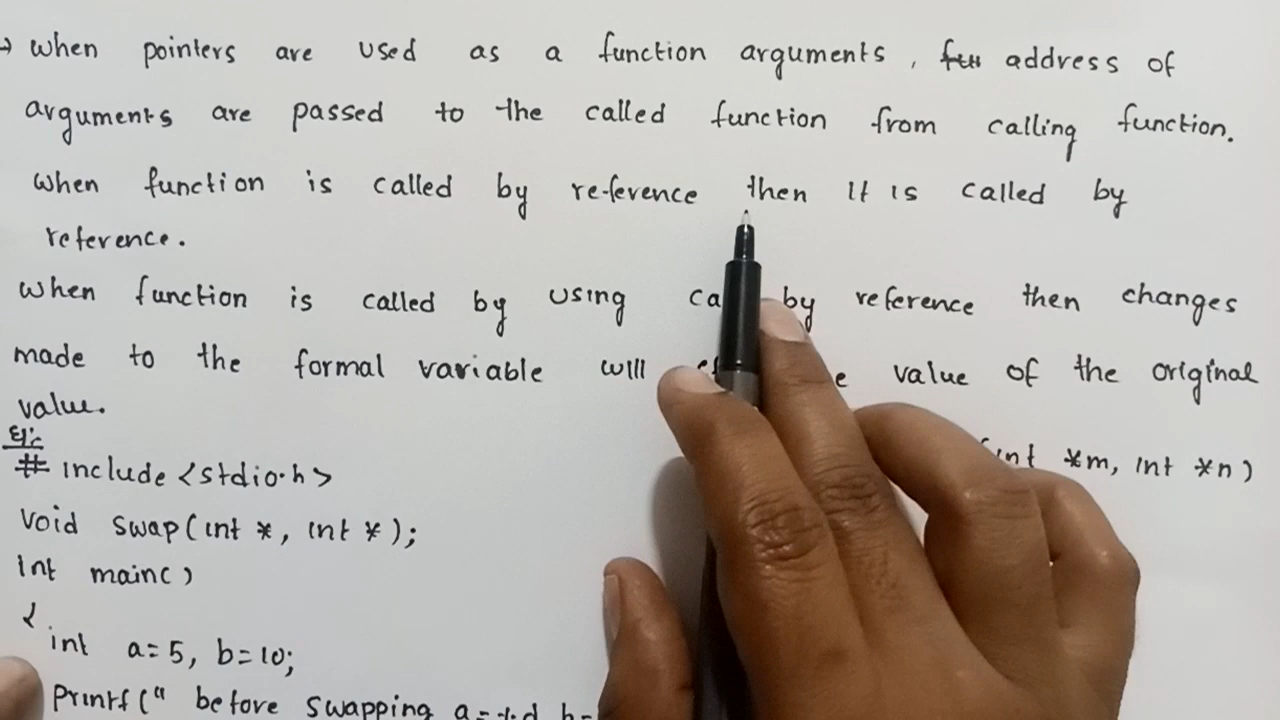 → When pointers are used as a function arguments, address of
arguments are passed to the called function from calling function.
When function is called by reference then it is called by
reference.
When function is called by using by reference then changes
made to the formal variable will value of the original
value.
Ex:
# include <stdio.h>
(int *m, int *n)
void swap(int *, int *);
int main()
{
int a=5, b=10;
printf(" before swapping a=%d b=